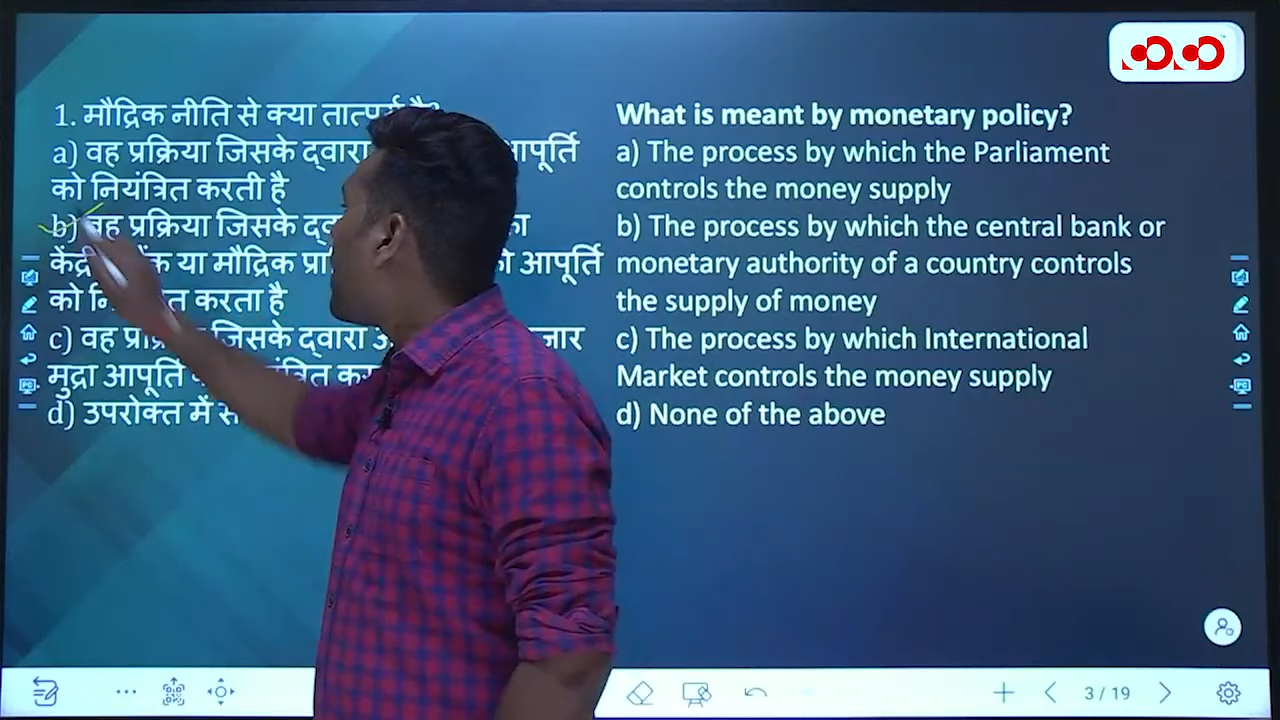 1. मौद्रिक नीति से क्या तात्पर्य है?
a) वह प्रक्रिया जिसके द्वारा आपूर्ति
को नियंत्रित करती है
b) वह प्रक्रिया जिसके
या मौद्रिक आपूर्ति
को करता है
c) वह जिसके द्वारा
मुद्रा आपूर्ति
d) उपरोक्त में
What is meant by monetary policy?
a) The process by which the Parliament
controls the money supply
b) The process by which the central bank or
monetary authority of a country controls
the supply of money
c) The process by which International
Market controls the money supply
d) None of the above
PC
PC
3 / 19